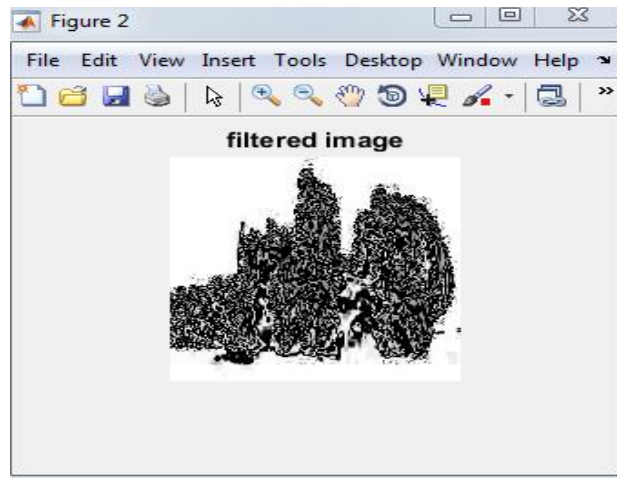 Figure 2
File Edit View Insert Tools Desktop Window Help
filtered image